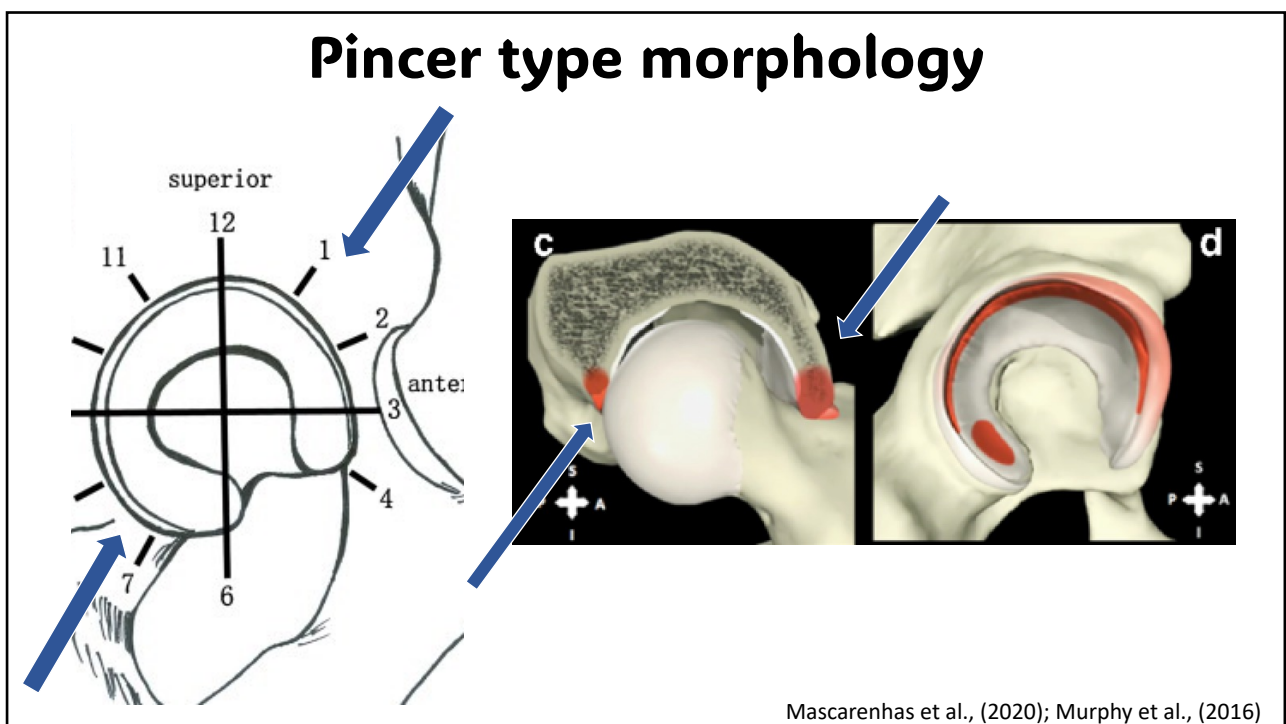 Pincer type morphology
superior
12
11
1
2
anter
3
4
7
6
c
d
S
A
I
S
P
A
I
Mascarenhas et al., (2020); Murphy et al., (2016)